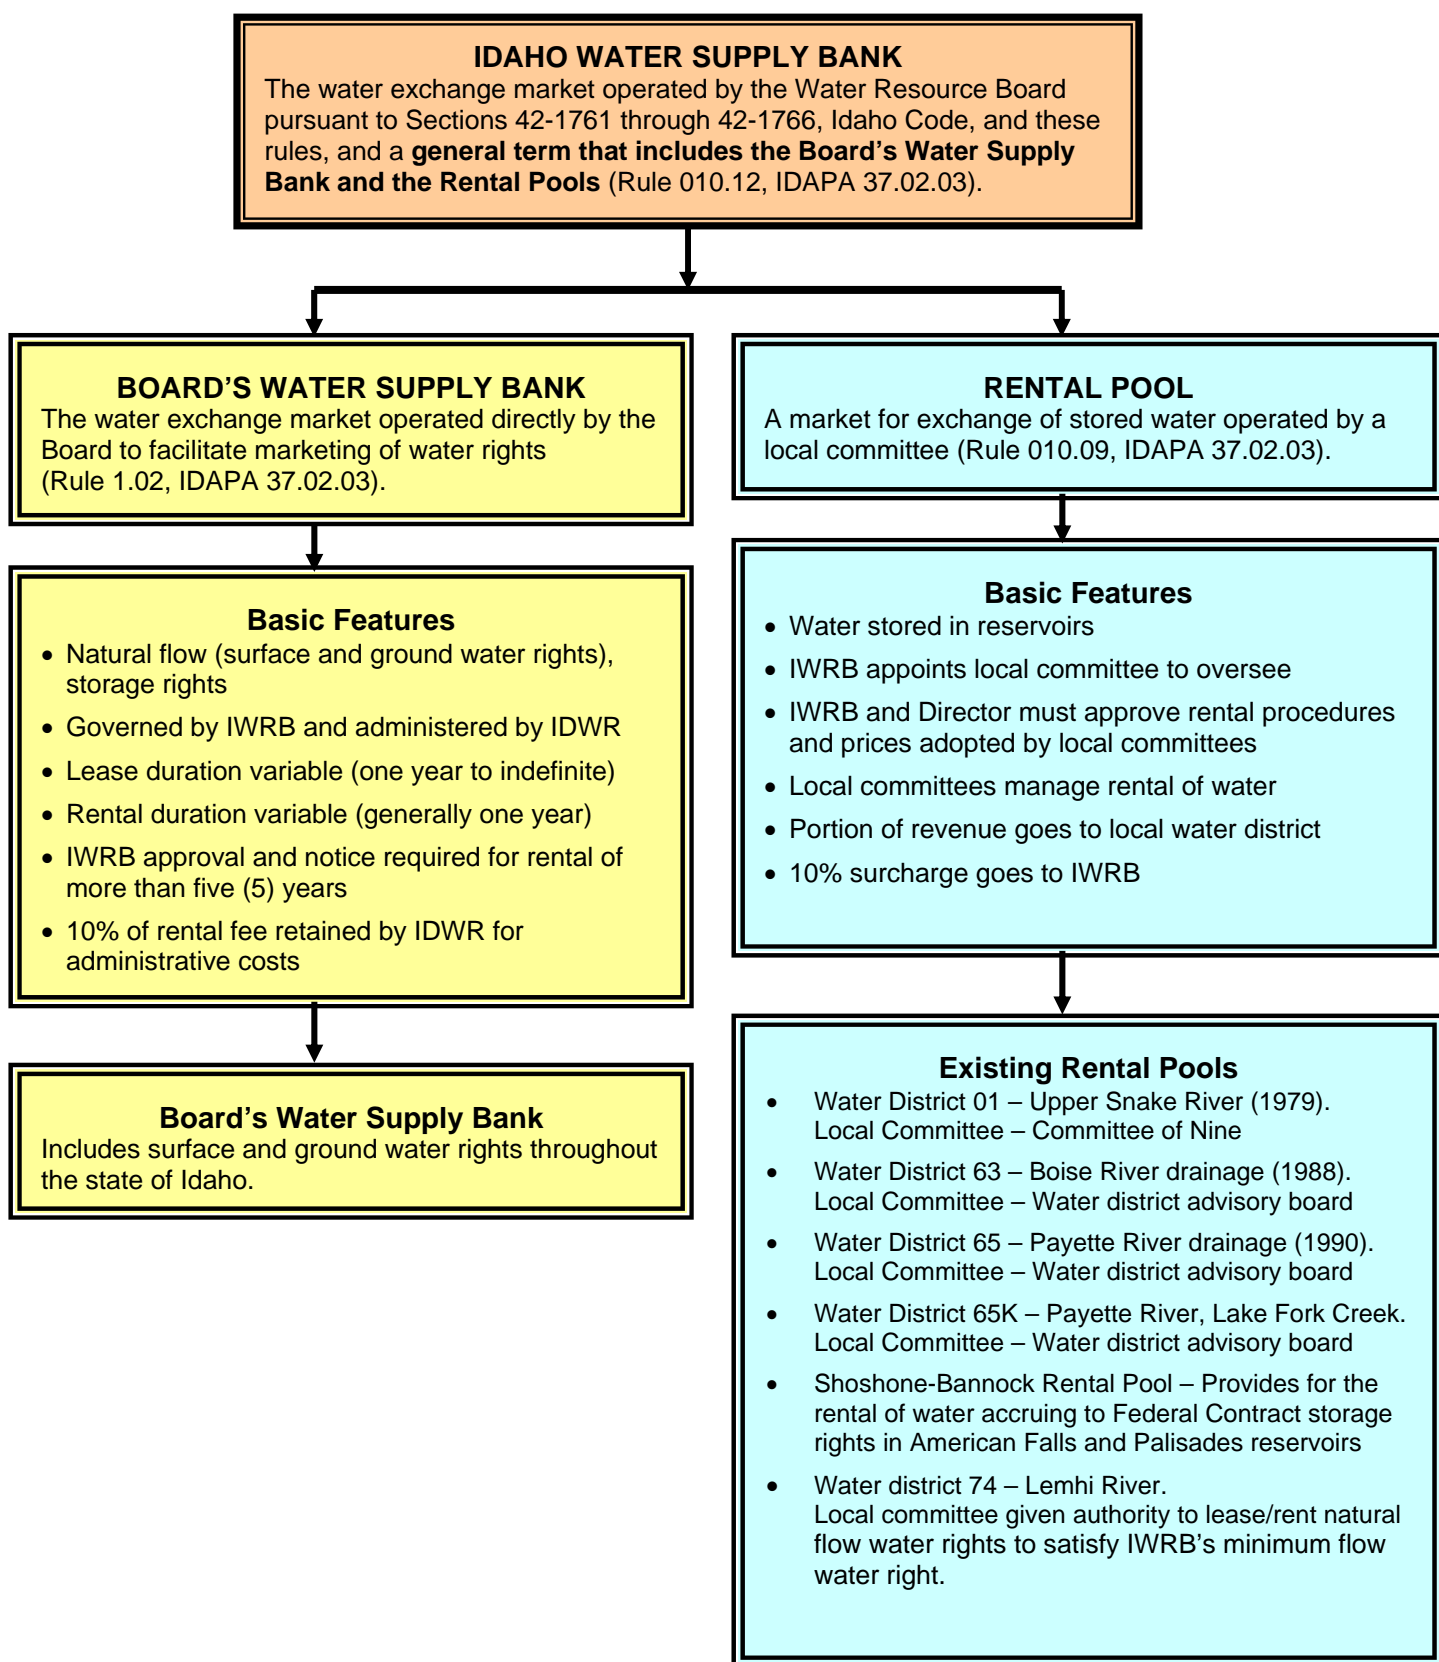 IDAHO WATER SUPPLY BANK
The water exchange market operated by the Water Resource Board
pursuant to Sections 42-1761 through 42-1766, Idaho Code, and these
rules, and a general term that includes the Board’s Water Supply
Bank and the Rental Pools (Rule 010.12, IDAPA 37.02.03).
BOARD’S WATER SUPPLY BANK
The water exchange market operated directly by the
Board to facilitate marketing of water rights
(Rule 1.02, IDAPA 37.02.03).
Basic Features
• Natural flow (surface and ground water rights),
storage rights
• Governed by IWRB and administered by IDWR
• Lease duration variable (one year to indefinite)
• Rental duration variable (generally one year)
• IWRB approval and notice required for rental of
more than five (5) years
• 10% of rental fee retained by IDWR for
administrative costs
Board’s Water Supply Bank
Includes surface and ground water rights throughout
the state of Idaho.
RENTAL POOL
A market for exchange of stored water operated by a
local committee (Rule 010.09, IDAPA 37.02.03).
Basic Features
• Water stored in reservoirs
• IWRB appoints local committee to oversee
• IWRB and Director must approve rental procedures
and prices adopted by local committees
• Local committees manage rental of water
• Portion of revenue goes to local water district
• 10% surcharge goes to IWRB
Existing Rental Pools
• Water District 01 – Upper Snake River (1979).
Local Committee – Committee of Nine
• Water District 63 – Boise River drainage (1988).
Local Committee – Water district advisory board
• Water District 65 – Payette River drainage (1990).
Local Committee – Water district advisory board
• Water District 65K – Payette River, Lake Fork Creek.
Local Committee – Water district advisory board
• Shoshone-Bannock Rental Pool – Provides for the
rental of water accruing to Federal Contract storage
rights in American Falls and Palisades reservoirs
• Water district 74 – Lemhi River.
Local committee given authority to lease/rent natural
flow water rights to satisfy IWRB’s minimum flow
water right.